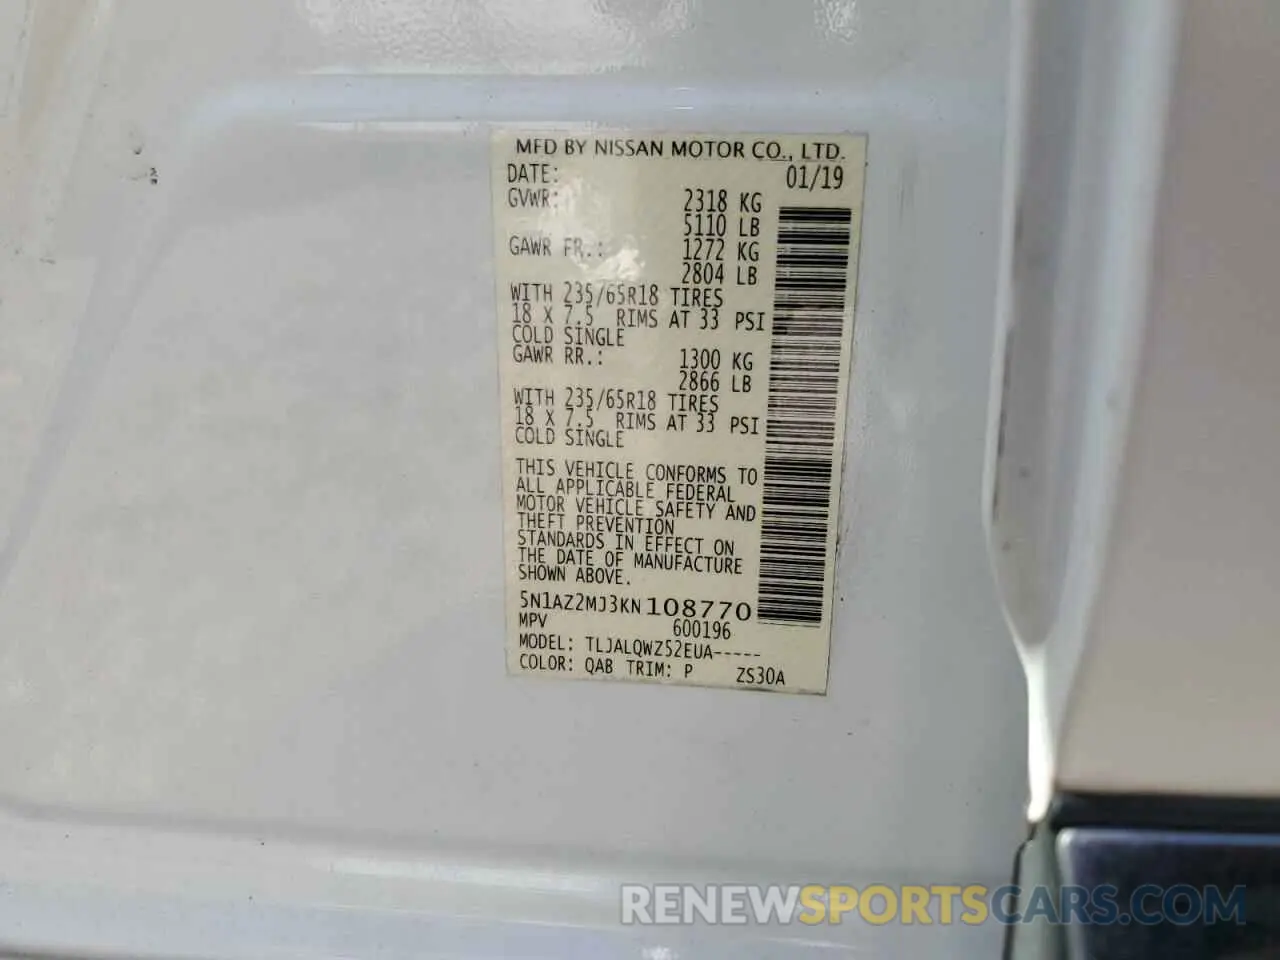 MFD BY NISSAN MOTOR CO., LTD.
DATE: 01/19
GVWR: 2318 KG
5110 LB
GAWR FR.: 1272 KG
2804 LB
WITH 235/65R18 TIRES
18 X 7.5 RIMS AT 33 PSI
COLD SINGLE
GAWR RR.: 1300 KG
2866 LB
WITH 235/65R18 TIRES
18 X 7.5 RIMS AT 33 PSI
COLD SINGLE
THIS VEHICLE CONFORMS TO
ALL APPLICABLE FEDERAL
MOTOR VEHICLE SAFETY AND
THEFT PREVENTION
STANDARDS IN EFFECT ON
THE DATE OF MANUFACTURE
SHOWN ABOVE.
5N1AZ2MJ3KN108770
MPV 600196
MODEL: TLJALQWZ52EUA-----
COLOR: QAB TRIM: P ZS30A
RENEWSPORTSCARS.COM